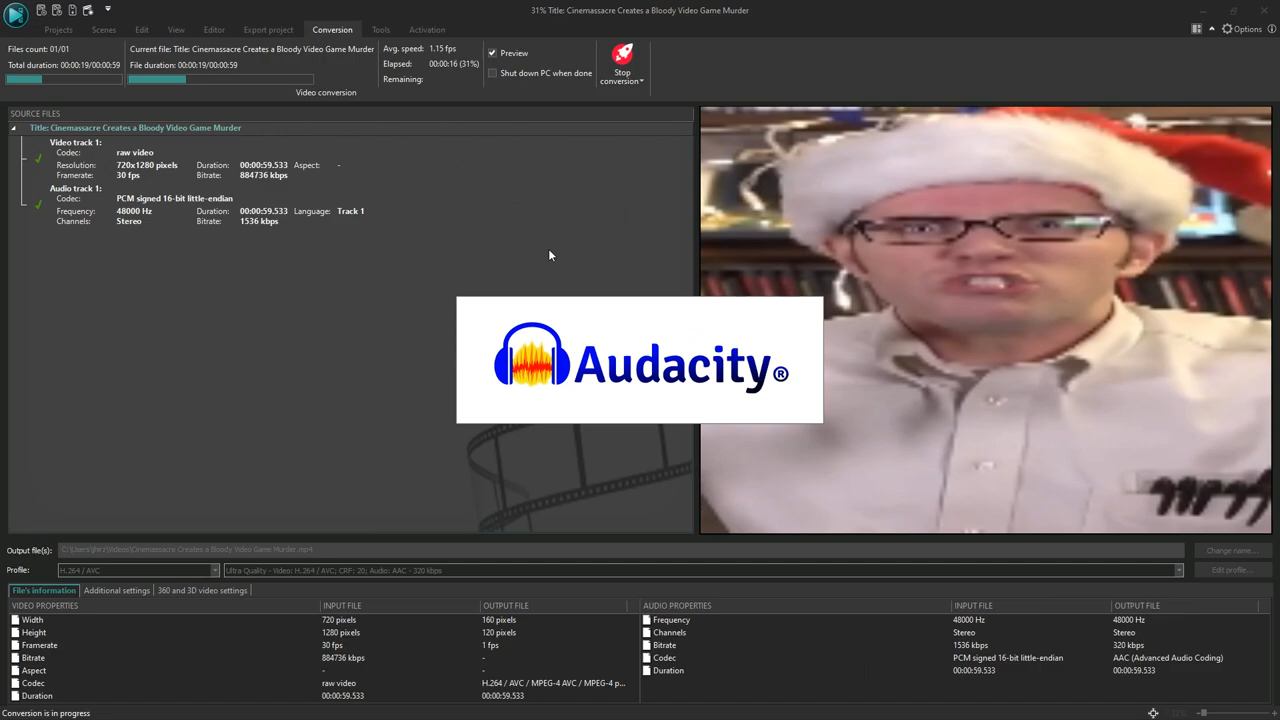 31% Title: Cinemassacre Creates a Bloody Video Game Murder
Projects Scenes Edit View Editor Export project Conversion Tools Activation
Options
Files count: 01/01
Total duration: 00:00:19/00:00:59
Current file: Title: Cinemassacre Creates a Bloody Video Game Murder
File duration: 00:00:19/00:00:59
Avg. speed: 1.15 fps
Elapsed: 00:00:16 (31%)
Remaining:
Preview
Shut down PC when done
Stop
conversion
Video conversion
SOURCE FILES
Title: Cinemassacre Creates a Bloody Video Game Murder
Video track 1:
Codec: raw video
Resolution: 720x1280 pixels Duration: 00:00:59.533 Aspect: -
Framerate: 30 fps Bitrate: 884736 kbps
Audio track 1:
Codec: PCM signed 16-bit little-endian
Frequency: 48000 Hz Duration: 00:00:59.533 Language: Track 1
Channels: Stereo Bitrate: 1536 kbps
Audacity®
Output file(s): C:\Users\jhrz\Videos\Cinemassacre Creates a Bloody Video Game Murder.mp4 Change name...
Profile: H.264 / AVC Ultra Quality - Video: H.264 / AVC; CRF: 20; Audio: AAC - 320 kbps Edit profile...
File's information Additional settings 360 and 3D video settings
VIDEO PROPERTIES INPUT FILE OUTPUT FILE
Width 720 pixels 160 pixels
Height 1280 pixels 120 pixels
Framerate 30 fps 1 fps
Bitrate 884736 kbps -
Aspect - -
Codec raw video H.264 / AVC / MPEG-4 AVC / MPEG-4 p...
Duration 00:00:59.533 00:00:59.533
AUDIO PROPERTIES INPUT FILE OUTPUT FILE
Frequency 48000 Hz 48000 Hz
Channels Stereo Stereo
Bitrate 1536 kbps 320 kbps
Codec PCM signed 16-bit little-endian AAC (Advanced Audio Coding)
Duration 00:00:59.533 00:00:59.533
Conversion is in progress